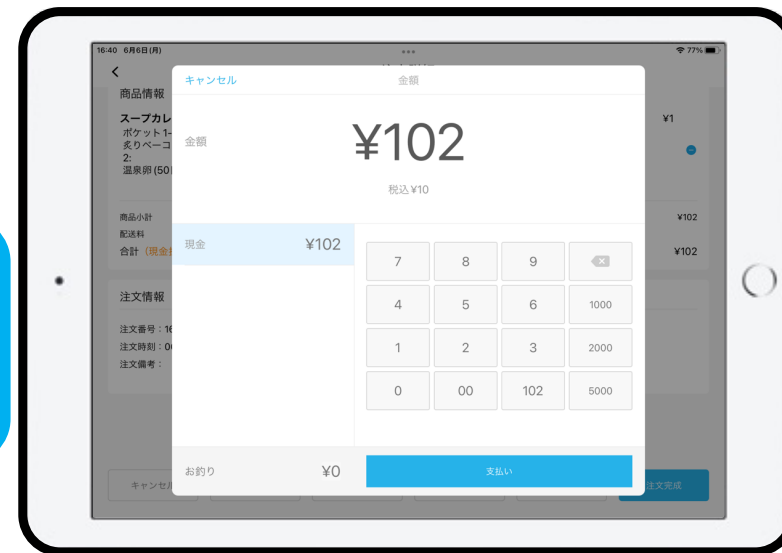 16:40 6月6日(月)
77%
キャンセル
金額
商品情報
スープカレ
¥1
ポケット1-
炙りベーコ
2:
温泉卵(50
金額
¥102
税込¥10
商品小計
¥102
配送料
合計(現金
¥102
現金
¥102
7
8
9
4
5
6
1000
1
2
3
2000
0
00
102
5000
注文情報
注文番号：16
注文時刻：0
注文備考：
お釣り
¥0
支払い
キャンセル
注文完成